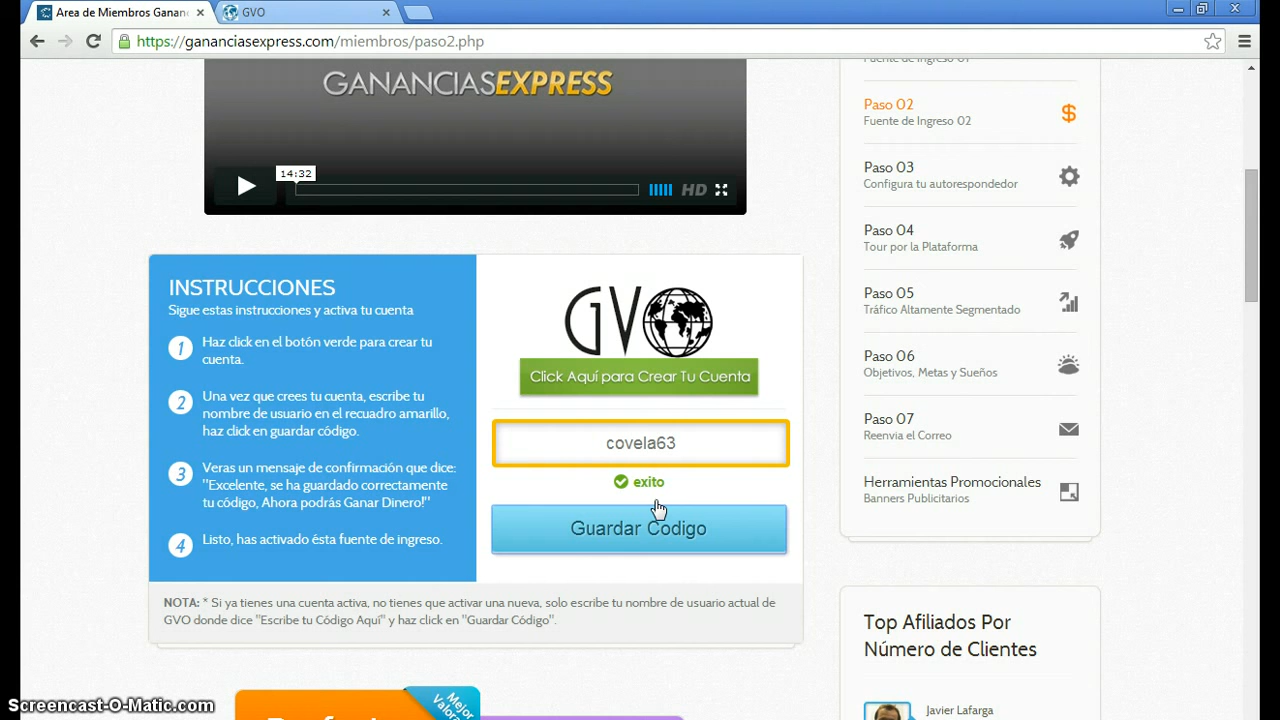 Area de Miembros Gananc
GVO
https://gananciasexpress.com/miembros/paso2.php
GANANCIASEXPRESS
14:32
HD
Fuente de Ingreso 01
Paso 02
Fuente de Ingreso 02
Paso 03
Configura tu autorespondedor
Paso 04
Tour por la Plataforma
Paso 05
Tráfico Altamente Segmentado
Paso 06
Objetivos, Metas y Sueños
Paso 07
Reenvia el Correo
Herramientas Promocionales
Banners Publicitarios
INSTRUCCIONES
Sigue estas instrucciones y activa tu cuenta
1 Haz click en el botón verde para crear tu
cuenta.
2 Una vez que crees tu cuenta, escribe tu
nombre de usuario en el recuadro amarillo,
haz click en guardar código.
3 Veras un mensaje de confirmación que dice:
"Excelente, se ha guardado correctamente
tu código, Ahora podrás Ganar Dinero!"
4 Listo, has activado ésta fuente de ingreso.
GVO
Click Aquí para Crear Tu Cuenta
covela63
exito
Guardar Código
NOTA: * Si ya tienes una cuenta activa, no tienes que activar una nueva, solo escribe tu nombre de usuario actual de
GVO donde dice "Escribe tu Código Aquí" y haz click en "Guardar Código".
Top Afiliados Por
Número de Clientes
Javier Lafarga
Mejor
Screencast-O-Matic.com